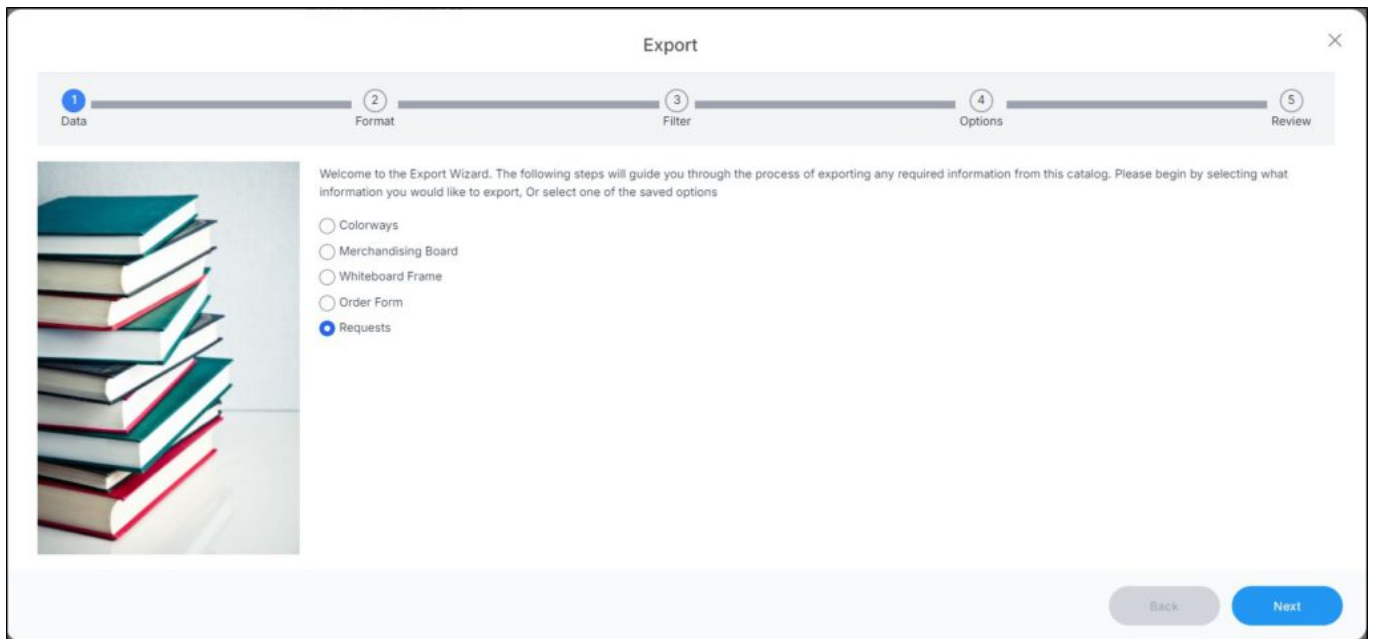 Export
1
2
3
4
5
Data
Format
Filter
Options
Review
Welcome to the Export Wizard. The following steps will guide you through the process of exporting any required information from this catalog. Please begin by selecting what
information you would like to export, Or select one of the saved options
Colorways
Merchandising Board
Whiteboard Frame
Order Form
Requests
Back
Next